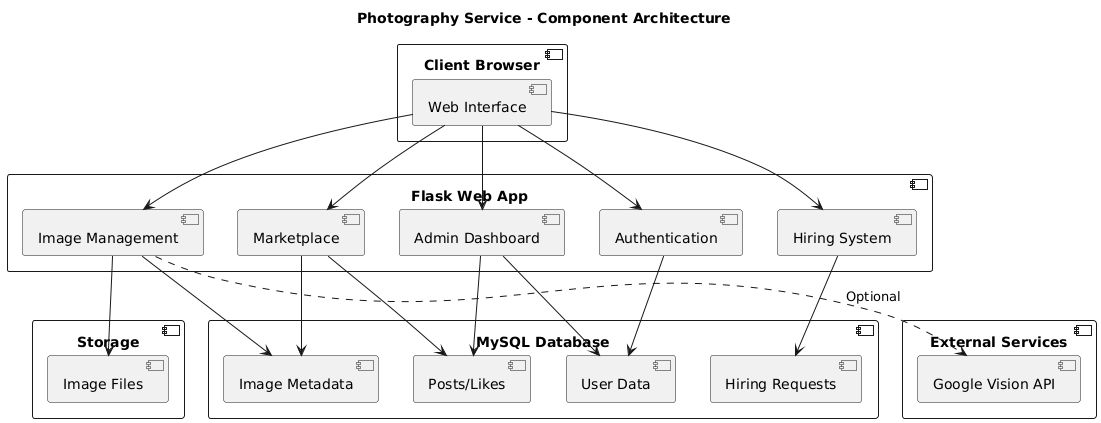 Photography Service - Component Architecture
Client Browser
Web Interface
Flask Web App
Image Management
Marketplace
Admin Dashboard
Authentication
Hiring System
Optional
Storage
MySQL Database
External Services
Image Files
Image Metadata
Posts/Likes
User Data
Hiring Requests
Google Vision API